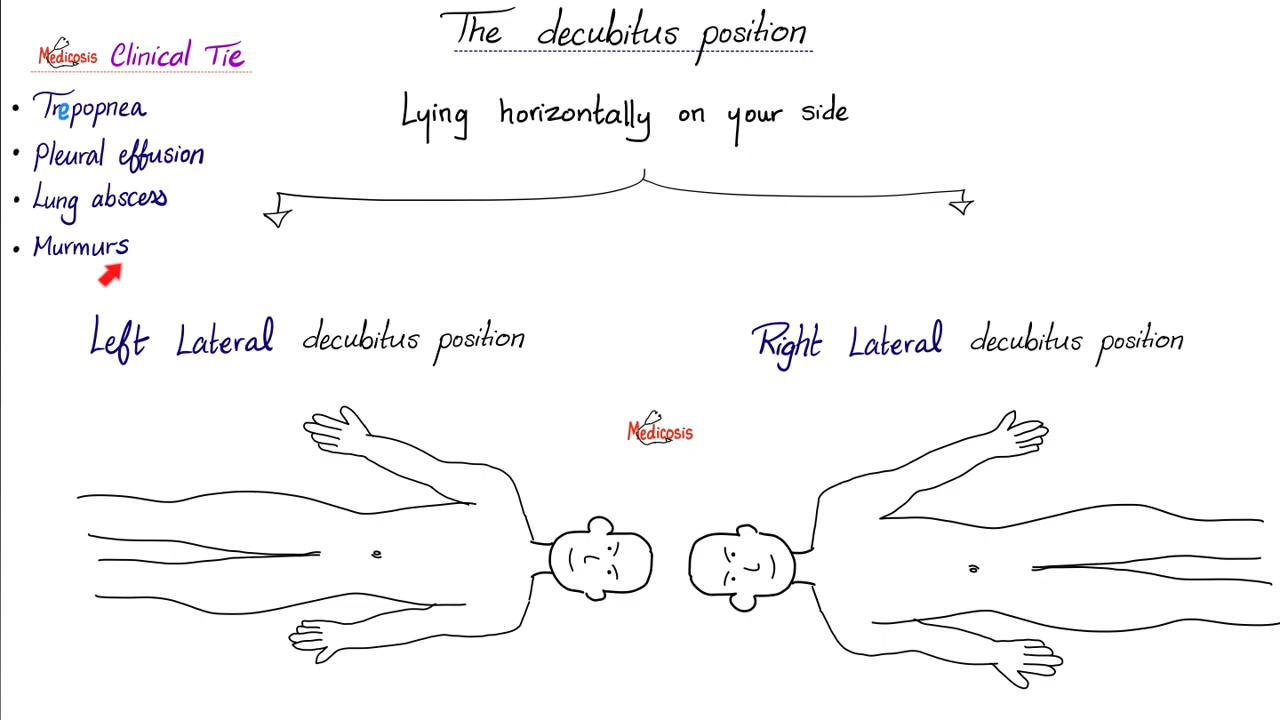 The decubitus position
Medicosis Clinical Tie
• Trepopnea
• Pleural effusion
• Lung abscess
• Murmurs
Lying horizontally on your side
Left Lateral decubitus position
Right Lateral decubitus position
Medicosis